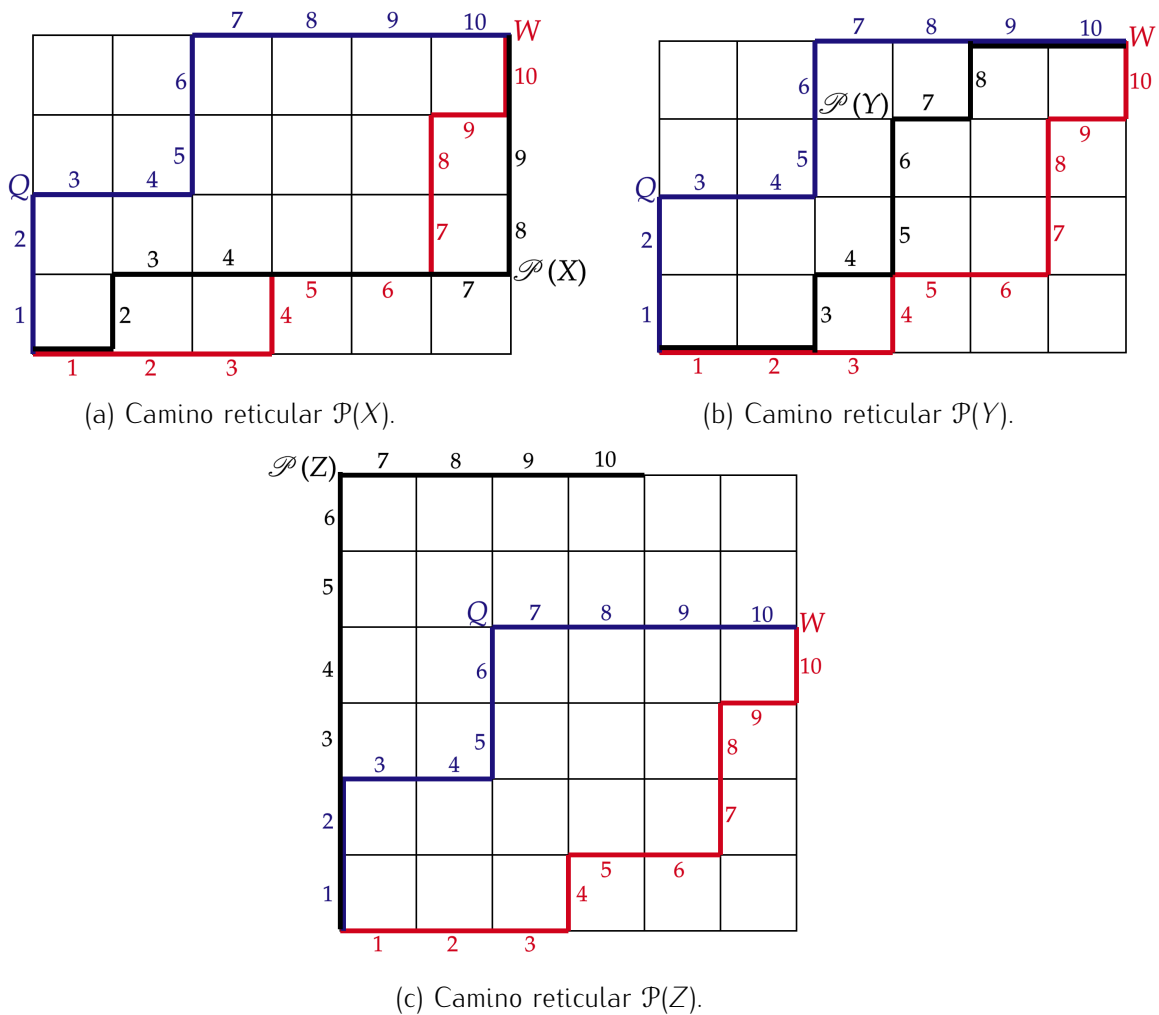 7 8 9 10 W
6 10
5 9 8 9
Q 3 4
2 7 8
3 4 𝒫(X)
1 2 4 5 6 7
1 2 3
(a) Camino reticular 𝒫(X).
7 8 9 10 W
6 𝒫(Y) 7 8 10
5 6 9 8
Q 3 4
2 5 7
4
1 3 4 5 6
1 2 3
(b) Camino reticular 𝒫(Y).
𝒫(Z) 7 8 9 10
6
5
Q 7 8 9 10 W
4 6 10
3 5 9 8
3 4
2 7
1 4 5 6
1 2 3
(c) Camino reticular 𝒫(Z).